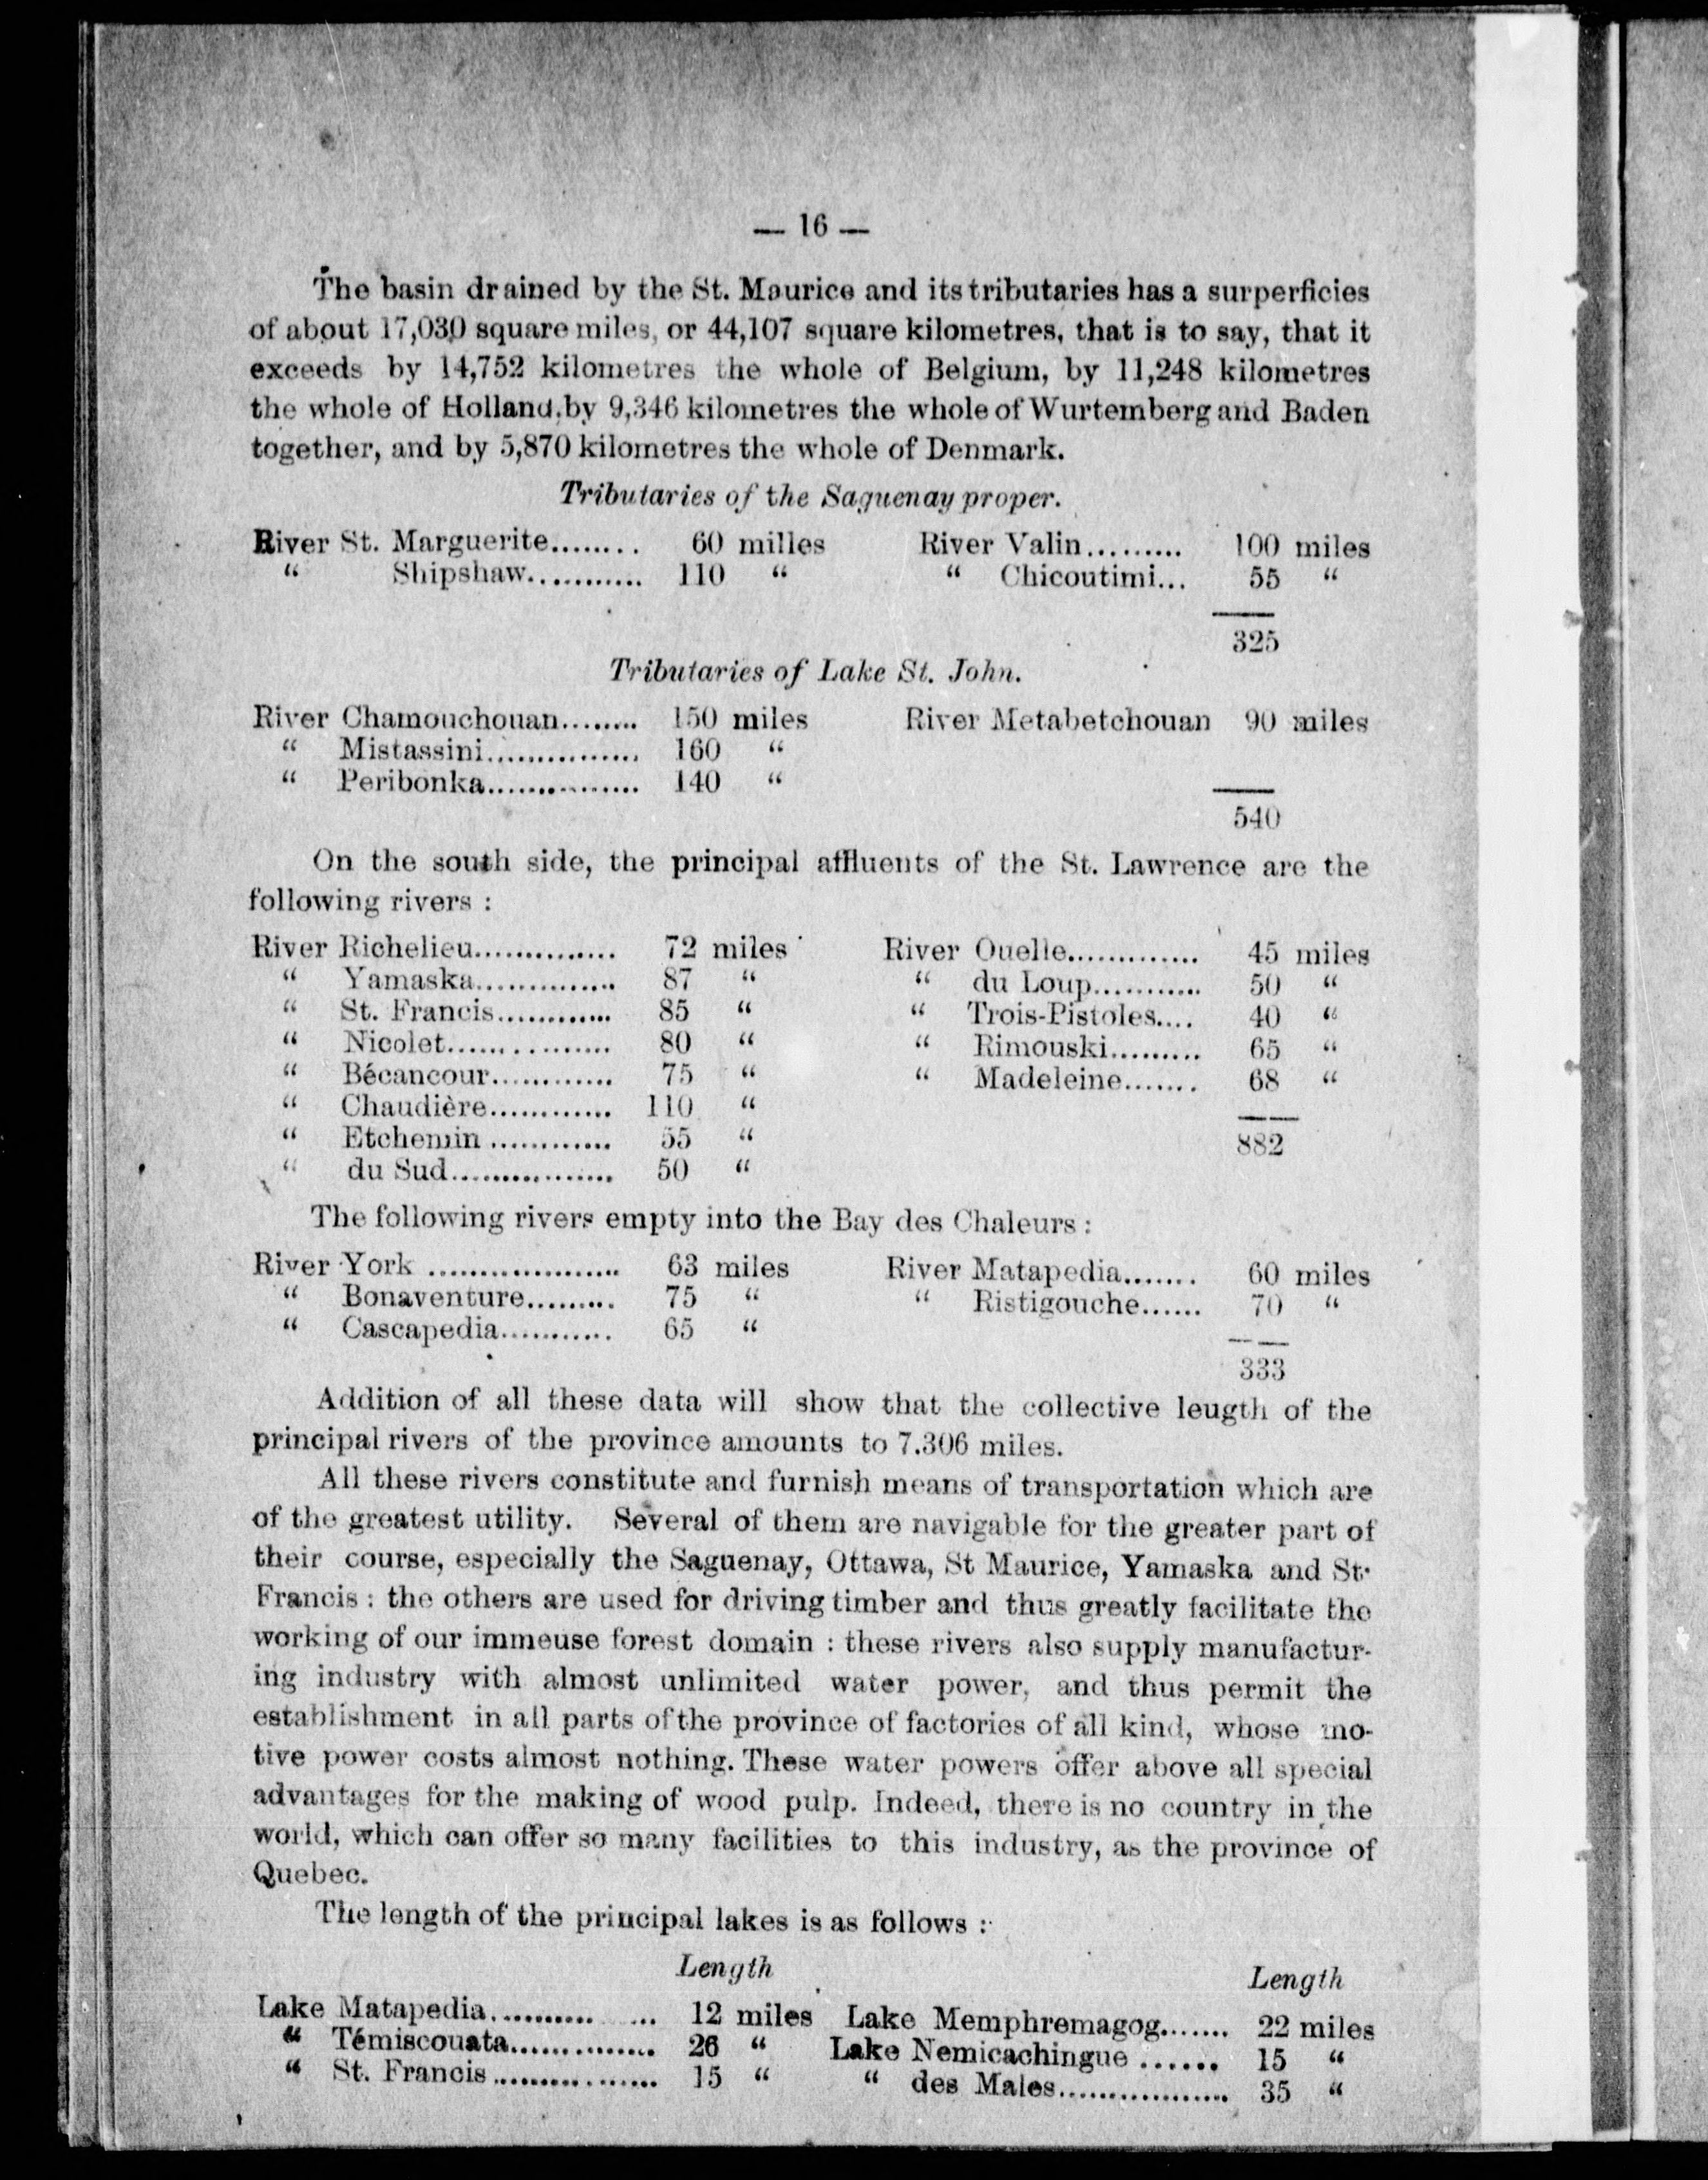 — 16 —
The basin drained by the St. Maurice and its tributaries has a surperficies
of about 17,030 square miles, or 44,107 square kilometres, that is to say, that it
exceeds by 14,752 kilometres the whole of Belgium, by 11,248 kilometres
the whole of Holland, by 9,346 kilometres the whole of Wurtemberg and Baden
together, and by 5,870 kilometres the whole of Denmark.
Tributaries of the Saguenay proper.
River St. Marguerite........ 60 milles River Valin......... 100 miles
“ Shipshaw........... 110 “ “ Chicoutimi... 55 “
325
Tributaries of Lake St. John.
River Chamouchouan........ 150 miles River Metabetchouan 90 miles
“ Mistassini................ 160 “
“ Peribonka................ 140 “
540
On the south side, the principal affluents of the St. Lawrence are the
following rivers :
River Richelieu.............. 72 miles River Ouelle............. 45 miles
“ Yamaska.............. 87 “ “ du Loup........... 50 “
“ St. Francis............ 85 “ “ Trois-Pistoles.... 40 “
“ Nicolet................ 80 “ “ Rimouski......... 65 “
“ Bécancour............ 75 “ “ Madeleine....... 68 “
“ Chaudière............ 110 “
“ Etchemin ............ 55 “ 882
“ du Sud................. 50 “
The following rivers empty into the Bay des Chaleurs :
River York ................... 63 miles River Matapedia....... 60 miles
“ Bonaventure......... 75 “ “ Ristigouche...... 70 “
“ Cascapedia........... 65 “
333
Addition of all these data will show that the collective leugth of the
principal rivers of the province amounts to 7.306 miles.
All these rivers constitute and furnish means of transportation which are
of the greatest utility. Several of them are navigable for the greater part of
their course, especially the Saguenay, Ottawa, St Maurice, Yamaska and St·
Francis : the others are used for driving timber and thus greatly facilitate the
working of our immeuse forest domain : these rivers also supply manufactur-
ing industry with almost unlimited water power, and thus permit the
establishment in all parts of the province of factories of all kind, whose mo-
tive power costs almost nothing. These water powers offer above all special
advantages for the making of wood pulp. Indeed, there is no country in the
world, which can offer so many facilities to this industry, as the province of
Quebec.
The length of the principal lakes is as follows :
Length Length
Lake Matapedia.......... ... 12 miles Lake Memphremagog....... 22 miles
“ Témiscouata.............. 26 “ Lake Nemicachingue ...... 15 “
“ St. Francis ................ 15 “ “ des Males................. 35 “